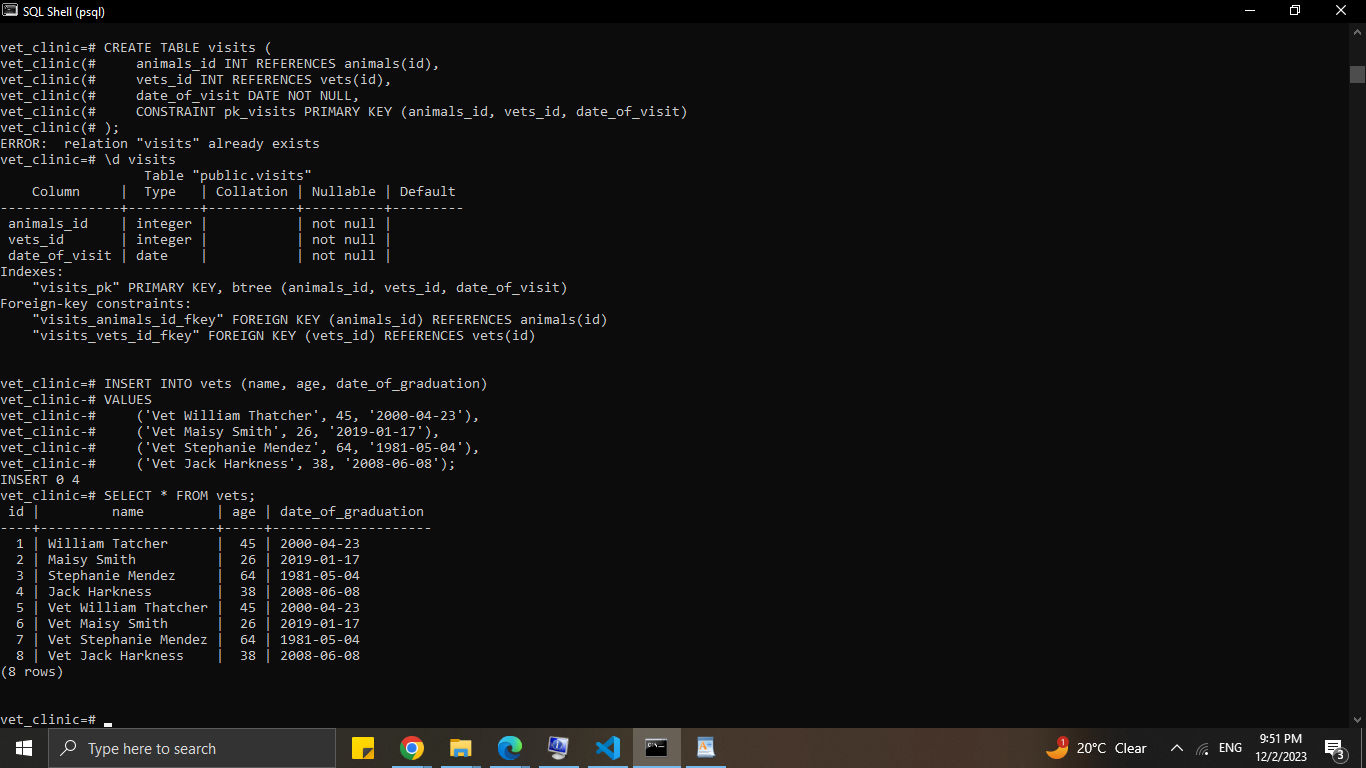 SQL Shell (psql)
vet_clinic=# CREATE TABLE visits (
vet_clinic(#     animals_id INT REFERENCES animals(id),
vet_clinic(#     vets_id INT REFERENCES vets(id),
vet_clinic(#     date_of_visit DATE NOT NULL,
vet_clinic(#     CONSTRAINT pk_visits PRIMARY KEY (animals_id, vets_id, date_of_visit)
vet_clinic(# );
ERROR:  relation "visits" already exists
vet_clinic=# \d visits
                  Table "public.visits"
    Column     |  Type   | Collation | Nullable | Default
---------------+---------+-----------+----------+---------
 animals_id    | integer |           | not null |
 vets_id       | integer |           | not null |
 date_of_visit | date    |           | not null |
Indexes:
    "visits_pk" PRIMARY KEY, btree (animals_id, vets_id, date_of_visit)
Foreign-key constraints:
    "visits_animals_id_fkey" FOREIGN KEY (animals_id) REFERENCES animals(id)
    "visits_vets_id_fkey" FOREIGN KEY (vets_id) REFERENCES vets(id)
vet_clinic=# INSERT INTO vets (name, age, date_of_graduation)
vet_clinic-# VALUES
vet_clinic-#     ('Vet William Thatcher', 45, '2000-04-23'),
vet_clinic-#     ('Vet Maisy Smith', 26, '2019-01-17'),
vet_clinic-#     ('Vet Stephanie Mendez', 64, '1981-05-04'),
vet_clinic-#     ('Vet Jack Harkness', 38, '2008-06-08');
INSERT 0 4
vet_clinic=# SELECT * FROM vets;
 id |         name         | age | date_of_graduation
----+----------------------+-----+--------------------
  1 | William Tatcher      |  45 | 2000-04-23
  2 | Maisy Smith          |  26 | 2019-01-17
  3 | Stephanie Mendez     |  64 | 1981-05-04
  4 | Jack Harkness        |  38 | 2008-06-08
  5 | Vet William Thatcher |  45 | 2000-04-23
  6 | Vet Maisy Smith      |  26 | 2019-01-17
  7 | Vet Stephanie Mendez |  64 | 1981-05-04
  8 | Vet Jack Harkness    |  38 | 2008-06-08
(8 rows)
vet_clinic=#
Type here to search
1
20°C Clear
ENG
9:51 PM
12/2/2023
3